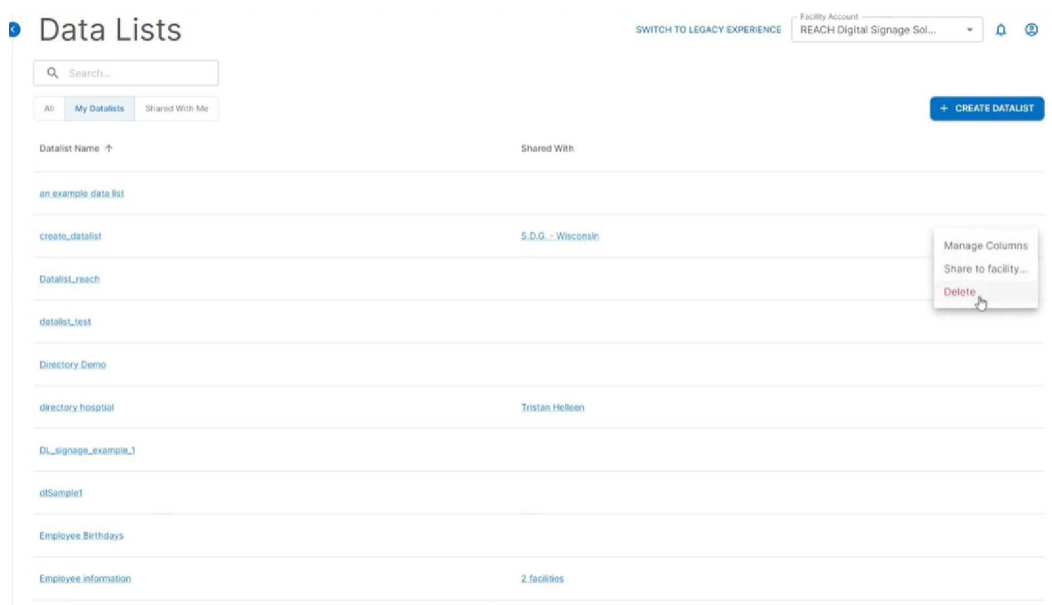 Data Lists
SWITCH TO LEGACY EXPERIENCE
Facility Account
REACH Digital Signage Sol...
Search...
All My Datalists Shared With Me
+ CREATE DATALIST
Datalist Name ↑ Shared With
an example data list
create_datalist S.D.G. - Wisconsin
Manage Columns
Share to facility...
Delete
Datalist_reach
datalist_test
Directory Demo
directory hosptial Tristan Helleen
DL_signage_example_1
dlSample1
Employee Birthdays
Employee information 2 facilities